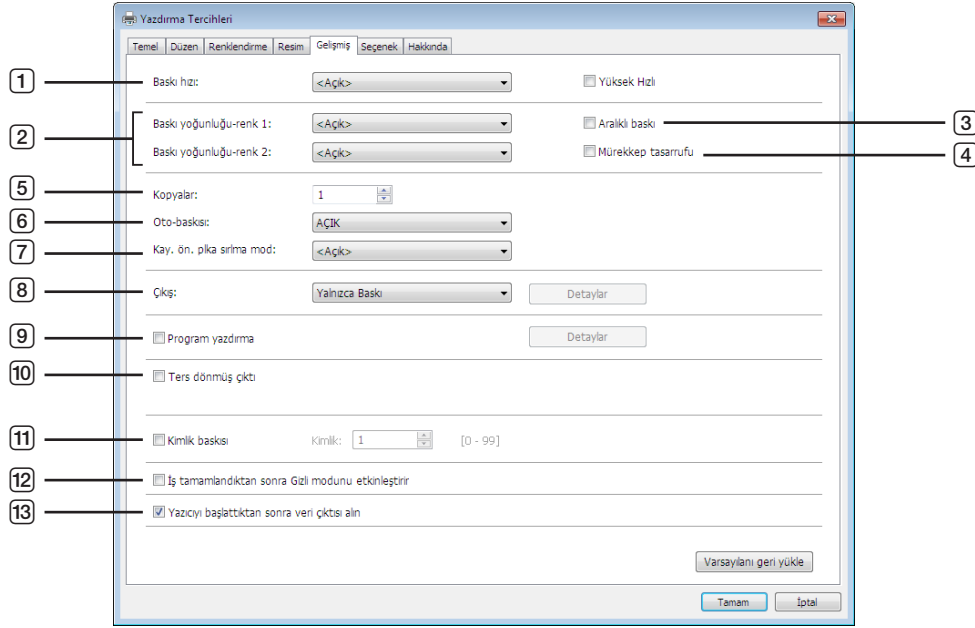 Yazdırma Tercihleri
Temel Düzen Renklendirme Resim Gelişmiş Seçenek Hakkında
1 Baskı hızı: <Açık> Yüksek Hızlı
2 Baskı yoğunluğu-renk 1: <Açık> Aralıklı baskı 3
Baskı yoğunluğu-renk 2: <Açık> Mürekkep tasarrufu 4
5 Kopyalar: 1
6 Oto-baskısı: AÇIK
7 Kay. ön. plka sırlma mod: <Açık>
8 Çıkış: Yalnızca Baskı Detaylar
9 Program yazdırma Detaylar
10 Ters dönmüş çıktı
11 Kimlik baskısı Kimlik: 1 [0 - 99]
12 İş tamamlandıktan sonra Gizli modunu etkinleştirir
13 Yazıcıyı başlattıktan sonra veri çıktısı alın
Varsayılanı geri yükle
Tamam İptal